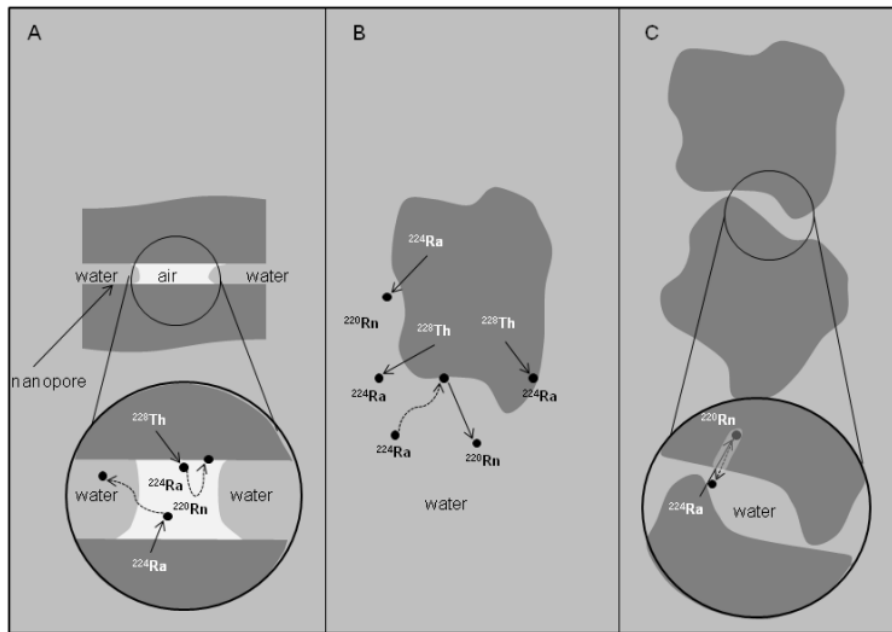 A
water air water
nanopore
²²⁸Th
²²⁴Ra
water water
²²⁰Rn
²²⁴Ra
B
²²⁴Ra
²²⁰Rn
²²⁸Th ²²⁸Th
²²⁴Ra ²²⁴Ra
²²⁴Ra ²²⁰Rn
water
C
²²⁰Rn
²²⁴Ra water